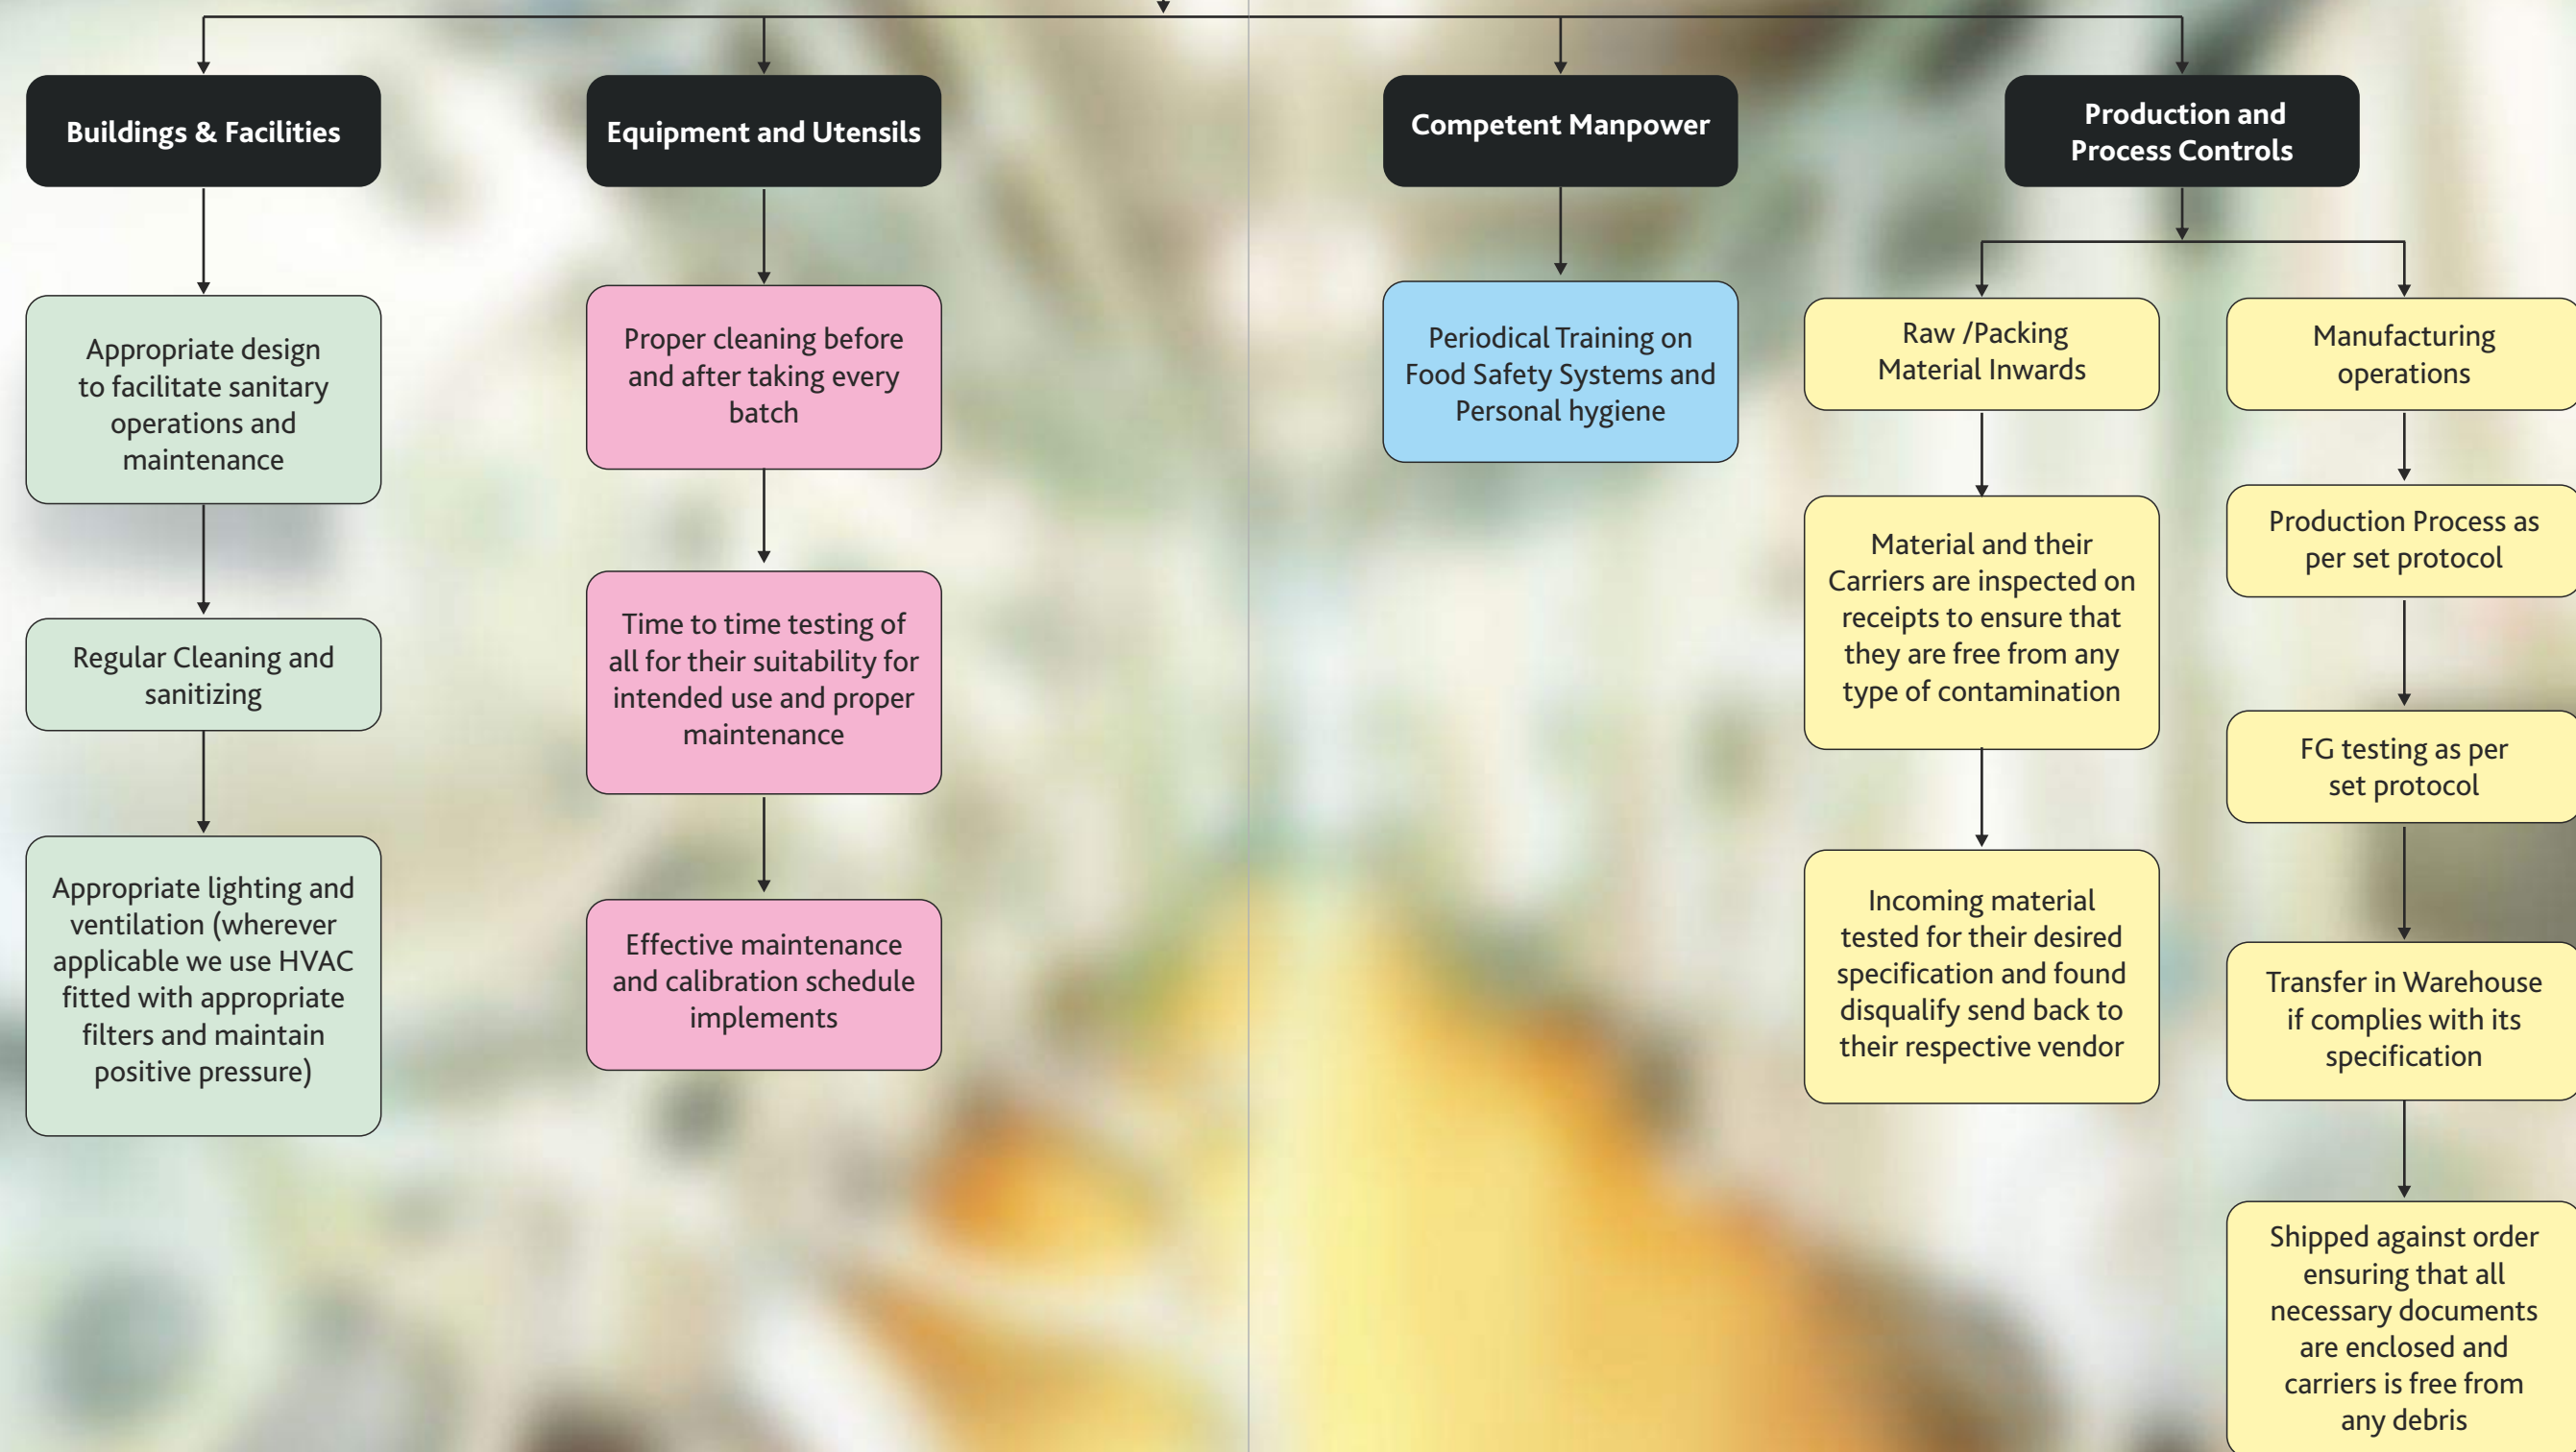 Buildings & Facilities
Appropriate design
to facilitate sanitary
operations and
maintenance
Regular Cleaning and
sanitizing
Appropriate lighting and
ventilation (wherever
applicable we use HVAC
fitted with appropriate
filters and maintain
positive pressure)
Equipment and Utensils
Proper cleaning before
and after taking every
batch
Time to time testing of
all for their suitability for
intended use and proper
maintenance
Effective maintenance
and calibration schedule
implements
Competent Manpower
Periodical Training on
Food Safety Systems and
Personal hygiene
Production and
Process Controls
Raw /Packing
Material Inwards
Material and their
Carriers are inspected on
receipts to ensure that
they are free from any
type of contamination
Incoming material
tested for their desired
specification and found
disqualify send back to
their respective vendor
Manufacturing
operations
Production Process as
per set protocol
FG testing as per
set protocol
Transfer in Warehouse
if complies with its
specification
Shipped against order
ensuring that all
necessary documents
are enclosed and
carriers is free from
any debris